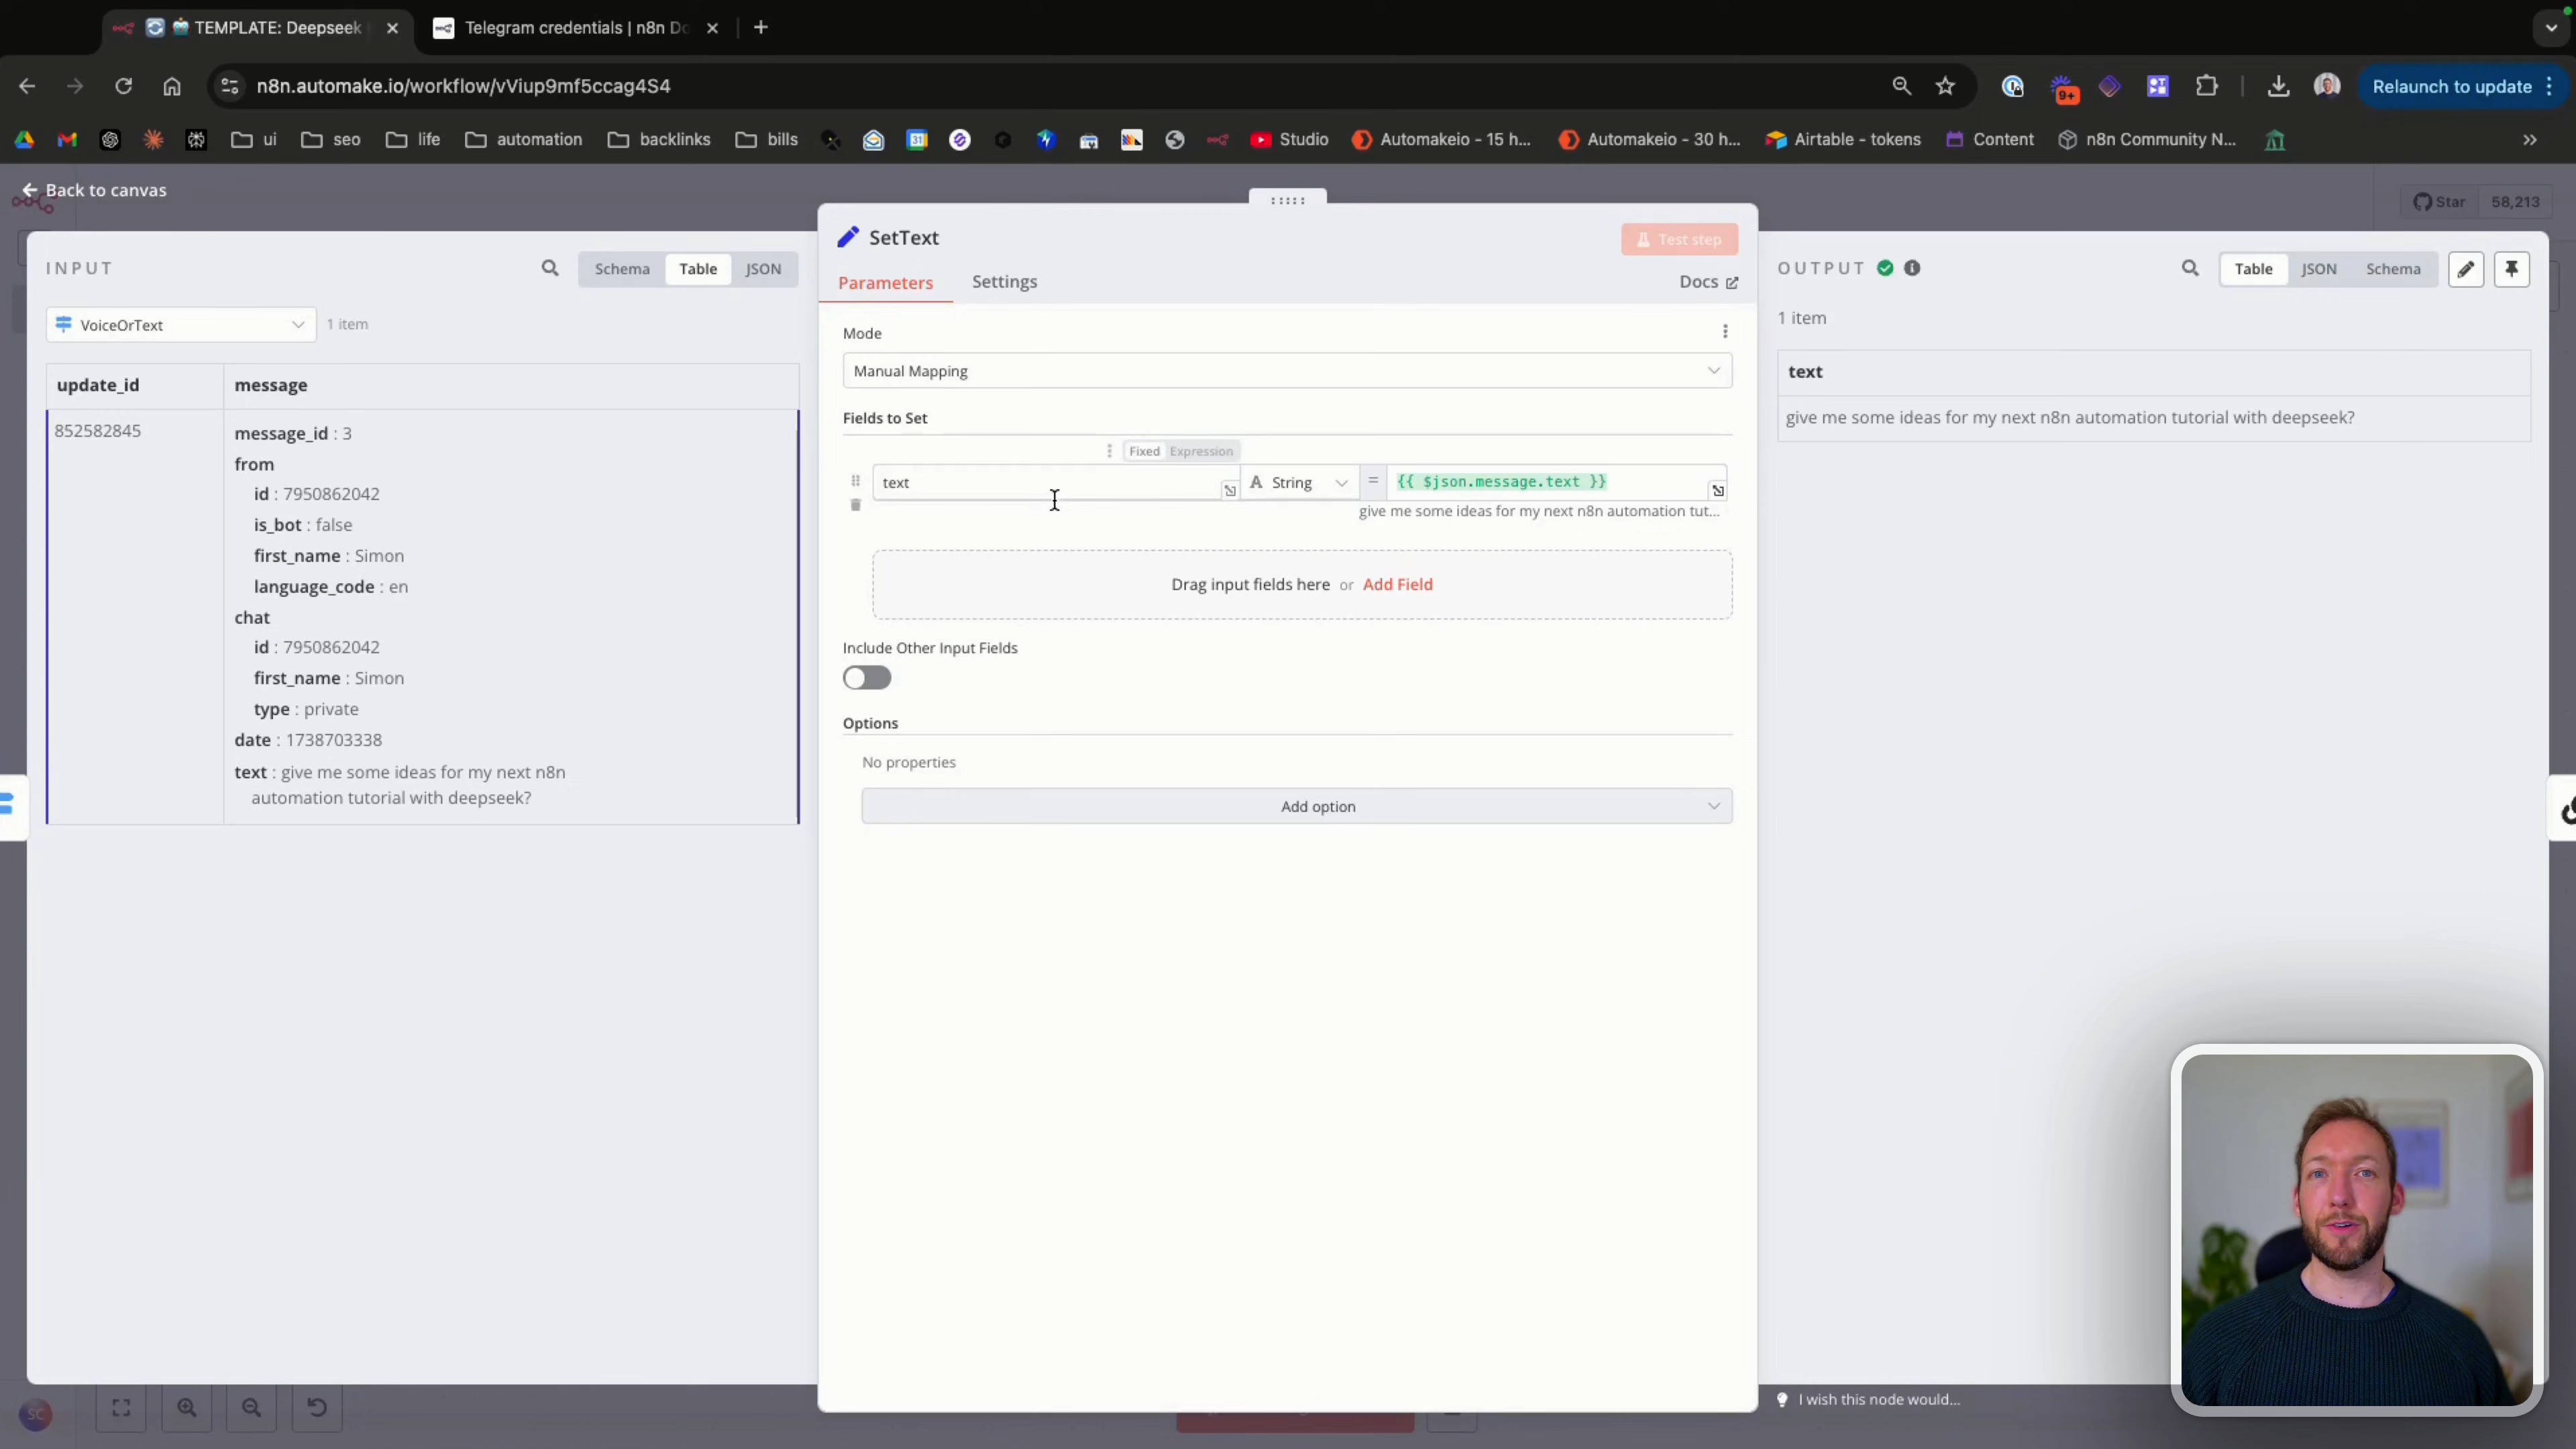 TEMPLATE: Deepseek
Telegram credentials | n8n Do
n8n.automake.io/workflow/vViup9mf5ccag4S4
9+
Relaunch to update
ui
seo
life
automation
backlinks
bills
31
Studio
Automakeio - 15 h...
Automakeio - 30 h...
Airtable - tokens
Content
n8n Community N...
Back to canvas
Star
58,213
SetText
Test step
INPUT
Schema
Table
JSON
Parameters
Settings
Docs
OUTPUT
Table
JSON
Schema
VoiceOrText
1 item
1 item
update_id
message
852582845
message_id : 3
from
id : 7950862042
is_bot : false
first_name : Simon
language_code : en
chat
id : 7950862042
first_name : Simon
type : private
date : 1738703338
text : give me some ideas for my next n8n
automation tutorial with deepseek?
Mode
Manual Mapping
Fields to Set
Fixed
Expression
text
String
=
{{ $json.message.text }}
give me some ideas for my next n8n automation tut...
Drag input fields here or Add Field
Include Other Input Fields
Options
No properties
Add option
text
give me some ideas for my next n8n automation tutorial with deepseek?
SC
I wish this node would...